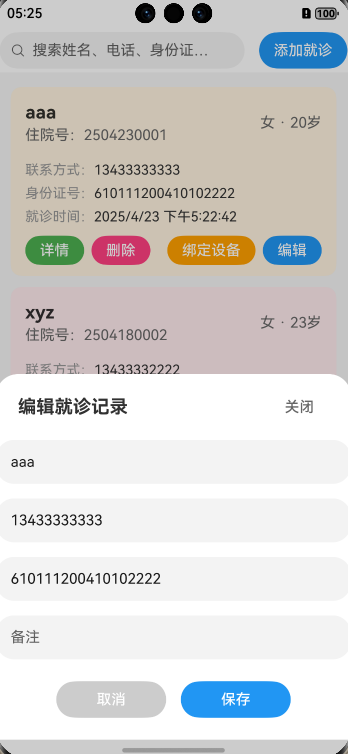 05:25
100
搜索姓名、电话、身份证…
添加就诊
aaa
女 · 20岁
住院号：2504230001
联系方式：13433333333
身份证号：610111200410102222
就诊时间：2025/4/23 下午5:22:42
详情 删除 绑定设备 编辑
xyz
女 · 23岁
住院号：2504180002
联系方式：13433332222
编辑就诊记录 关闭
aaa
13433333333
610111200410102222
备注
取消 保存